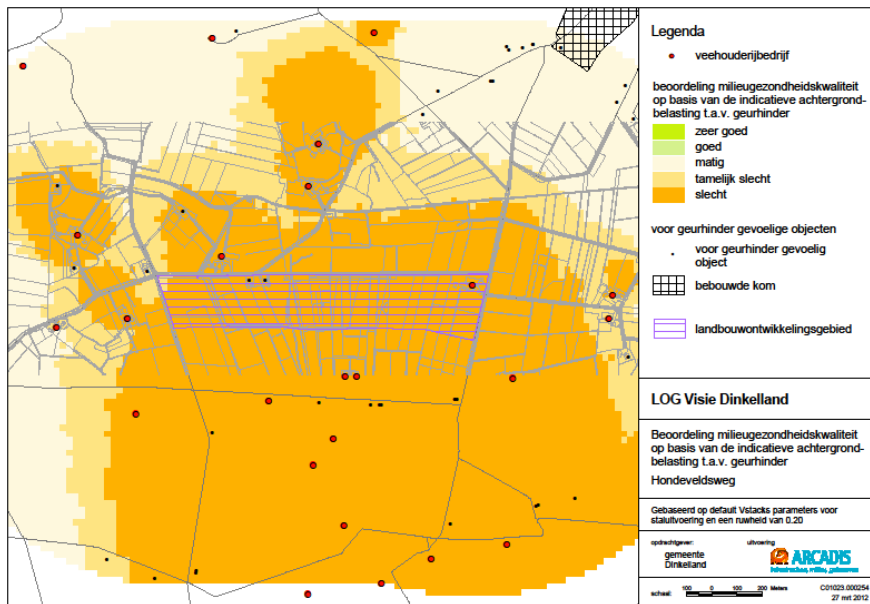 Legenda
veehouderijbedrijf
beoordeling milieugezondheidskwaliteit
op basis van de indicatieve achtergrond-
belasting t.a.v. geurhinder
zeer goed
goed
matig
tamelijk slecht
slecht
voor geurhinder gevoelige objecten
voor geurhinder gevoelig
object
bebouwde kom
landbouwontwikkelingsgebied
LOG Visie Dinkelland
Beoordeling milieugezondheidskwaliteit
op basis van de indicatieve achtergrond-
belasting t.a.v. geurhinder
Hondeveldsweg
Gebaseerd op default Vstacks parameters voor
staluitvoering en een ruwheid van 0.20
opdrachtgever: uitvoering
gemeente
Dinkelland
ARCADIS
Infrastructuur, milieu, gebouwen
schaal: 100 0 100 200 Meters
C01023.000254
27 mrt 2012